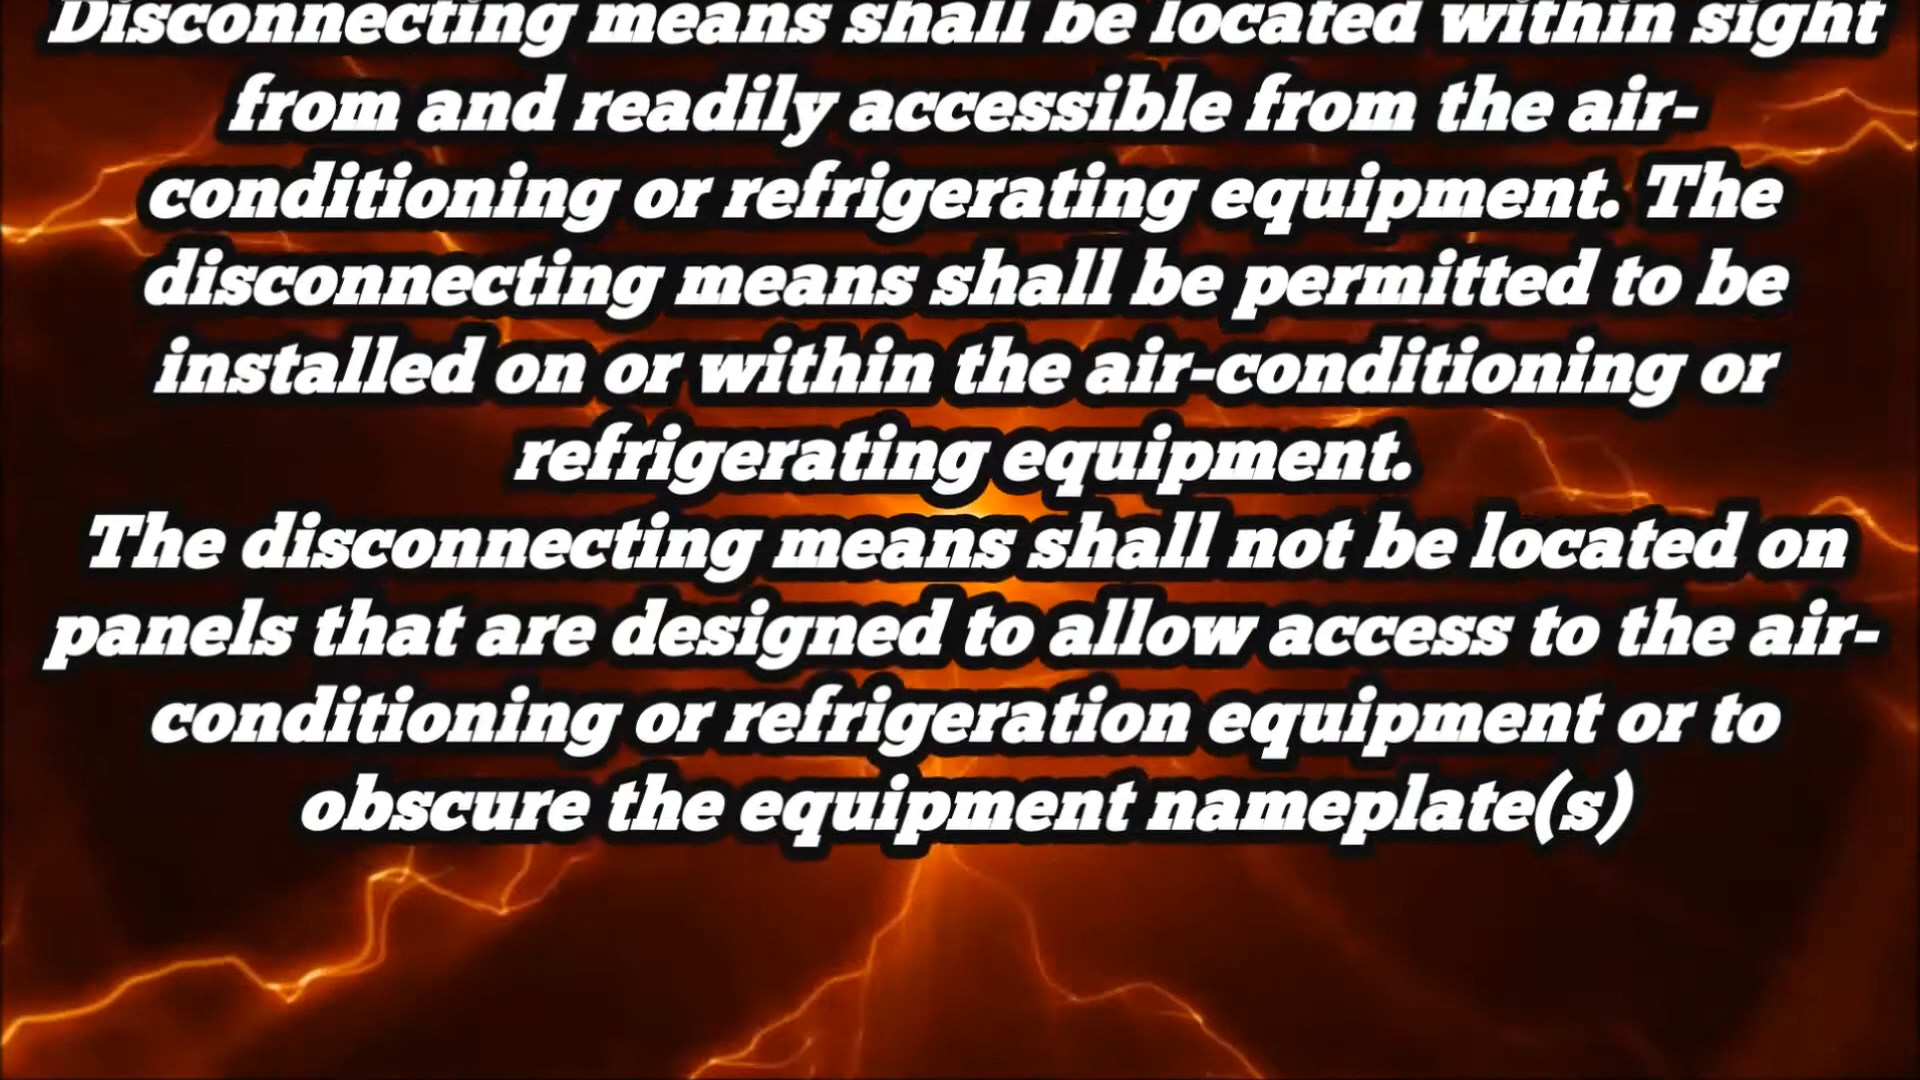 Disconnecting means shall be located within sight
from and readily accessible from the air-
conditioning or refrigerating equipment. The
disconnecting means shall be permitted to be
installed on or within the air-conditioning or
refrigerating equipment.
The disconnecting means shall not be located on
panels that are designed to allow access to the air-
conditioning or refrigeration equipment or to
obscure the equipment nameplate(s)